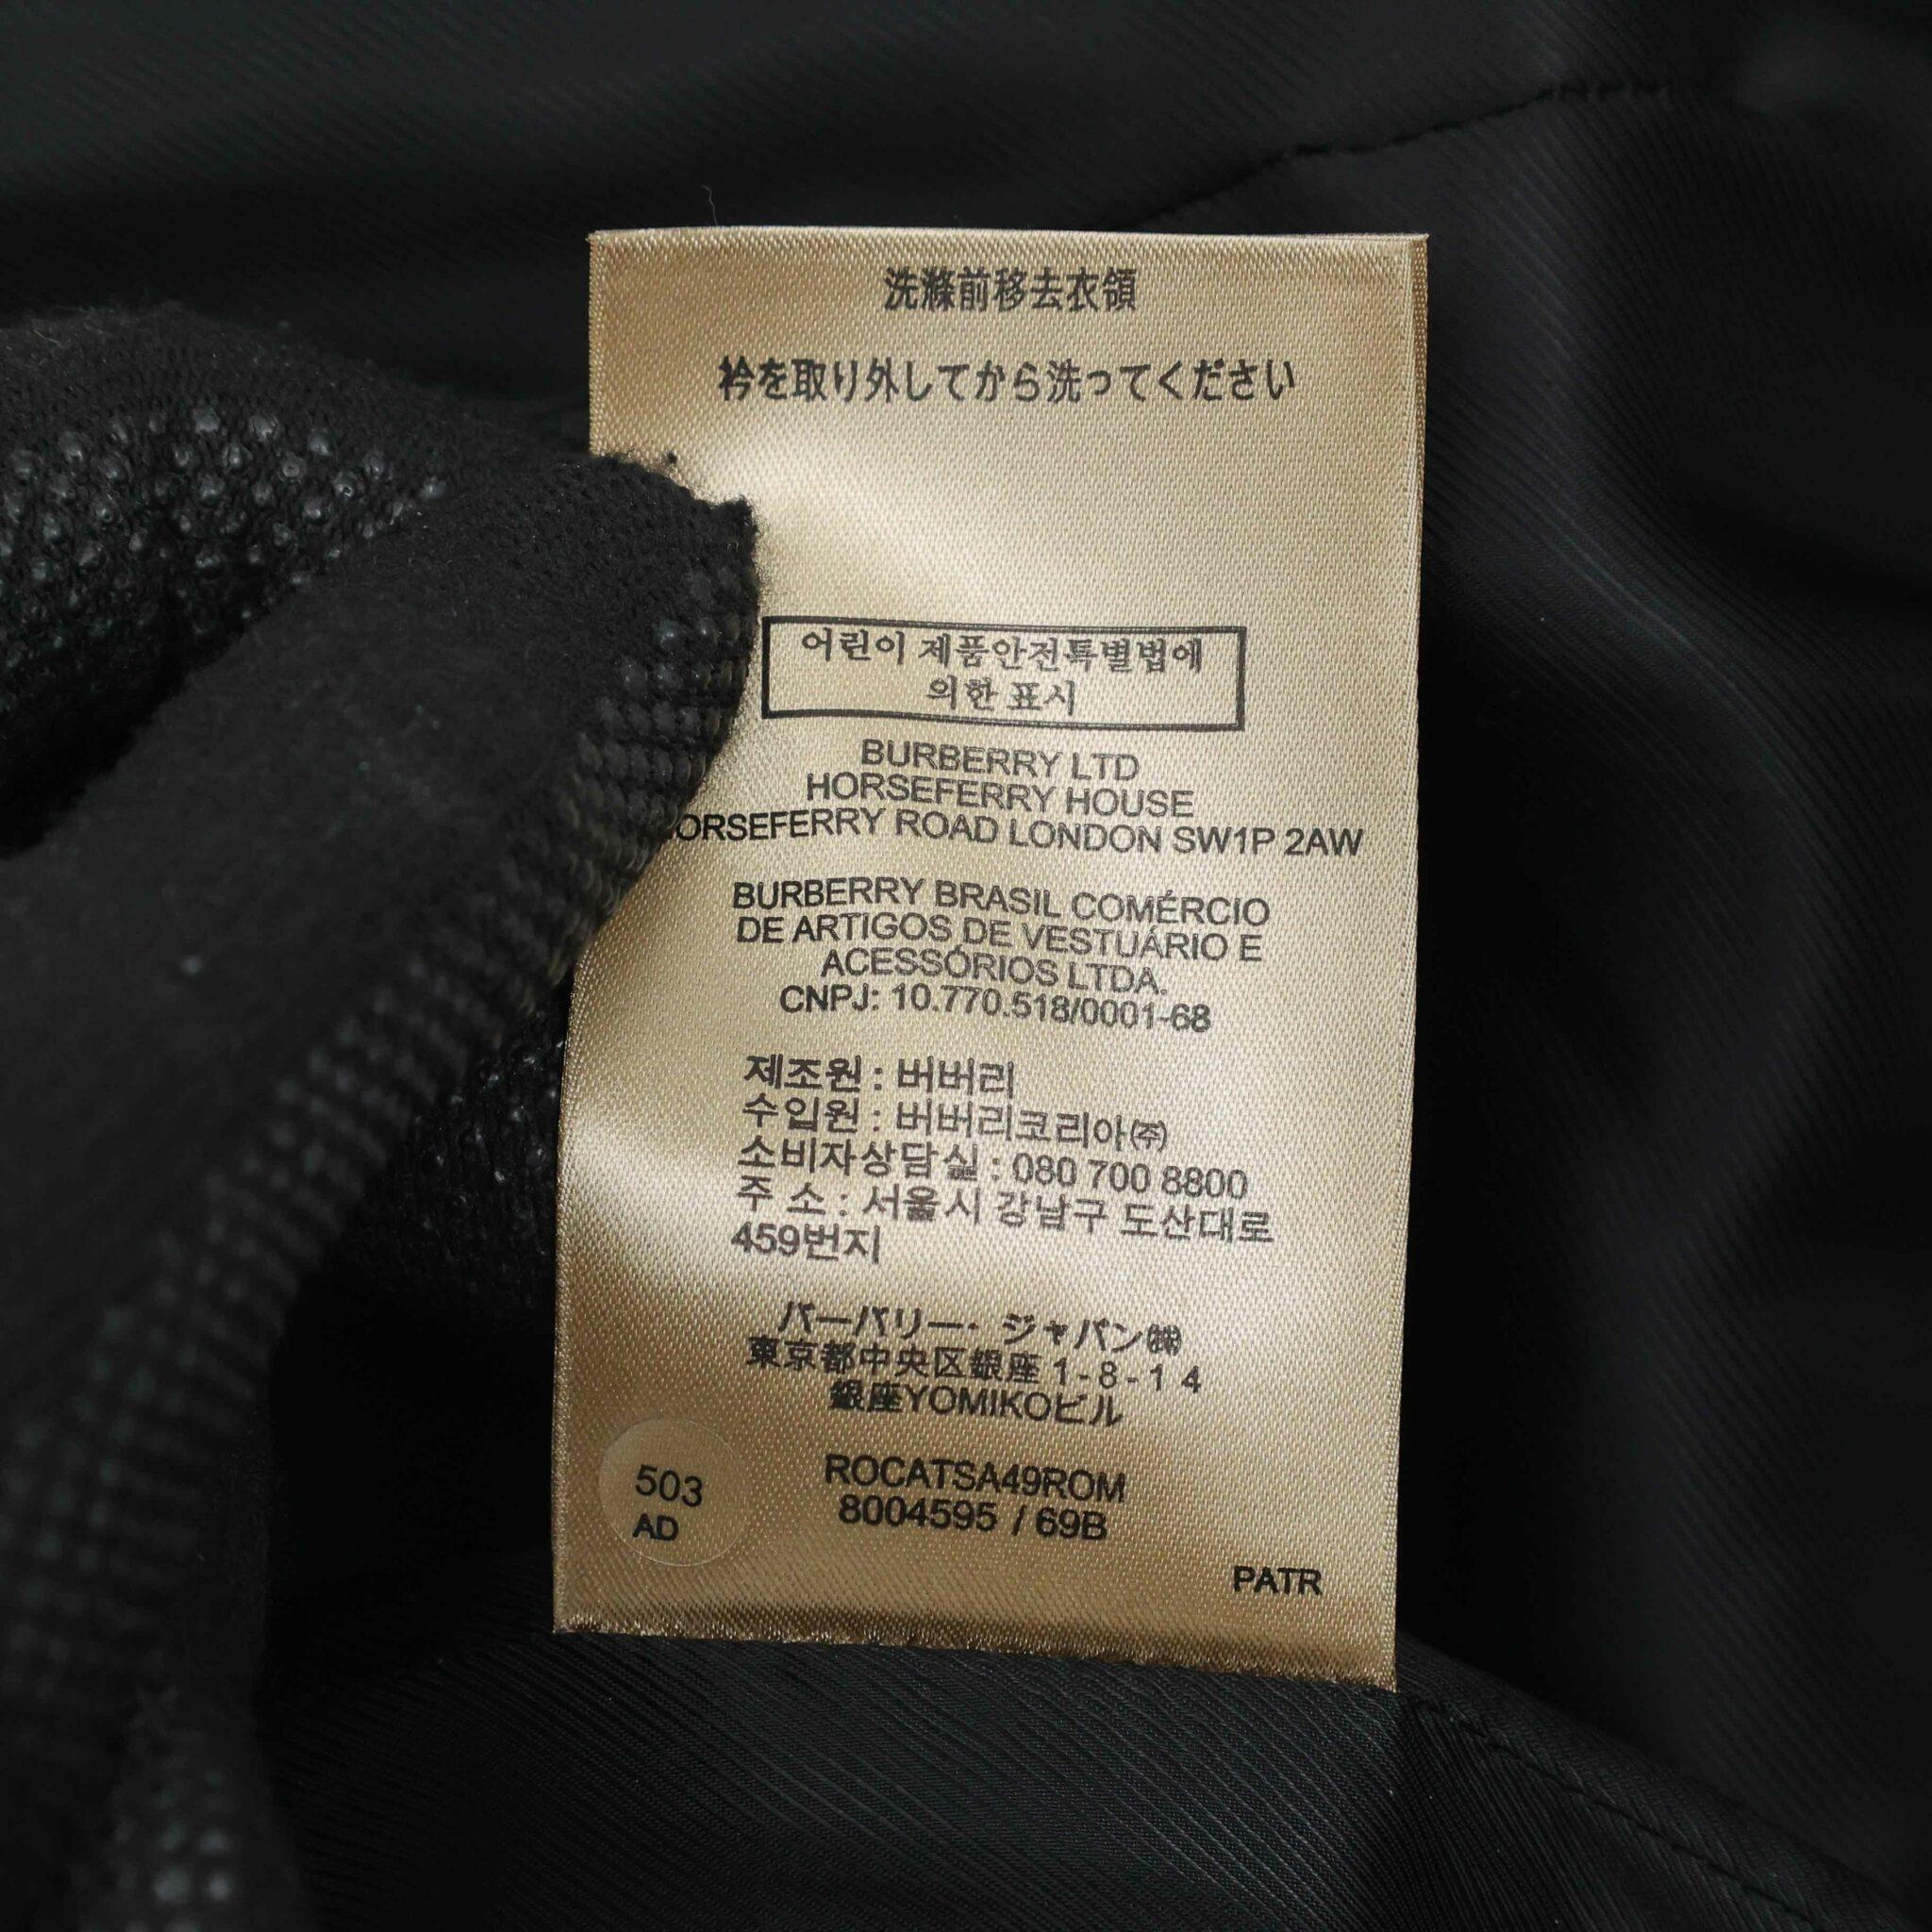 洗滌前移去衣領
衿を取り外してから洗ってください
어린이 제품안전특별법에
의한 표시
BURBERRY LTD
HORSEFERRY HOUSE
ROAD LONDON SW1P 2AW
BURBERRY BRASIL COMÉRCIO
DE ARTIGOS DE VESTUÁRIO E
ACESSÓRIOS LTDA.
CNPJ: 10.770.518/0001-68
제조원 : 버버리
수입원 : 버버리코리아㈜
소비자상담실 : 080 700 8800
주 소 : 서울시 강남구 도산대로
459번지
バーバリー・ジャパン㈱
東京都中央区銀座 1 - 8 - 1 4
銀座YOMIKOビル
503
AD
ROCATSA49ROM
8004595 / 69B
PATR